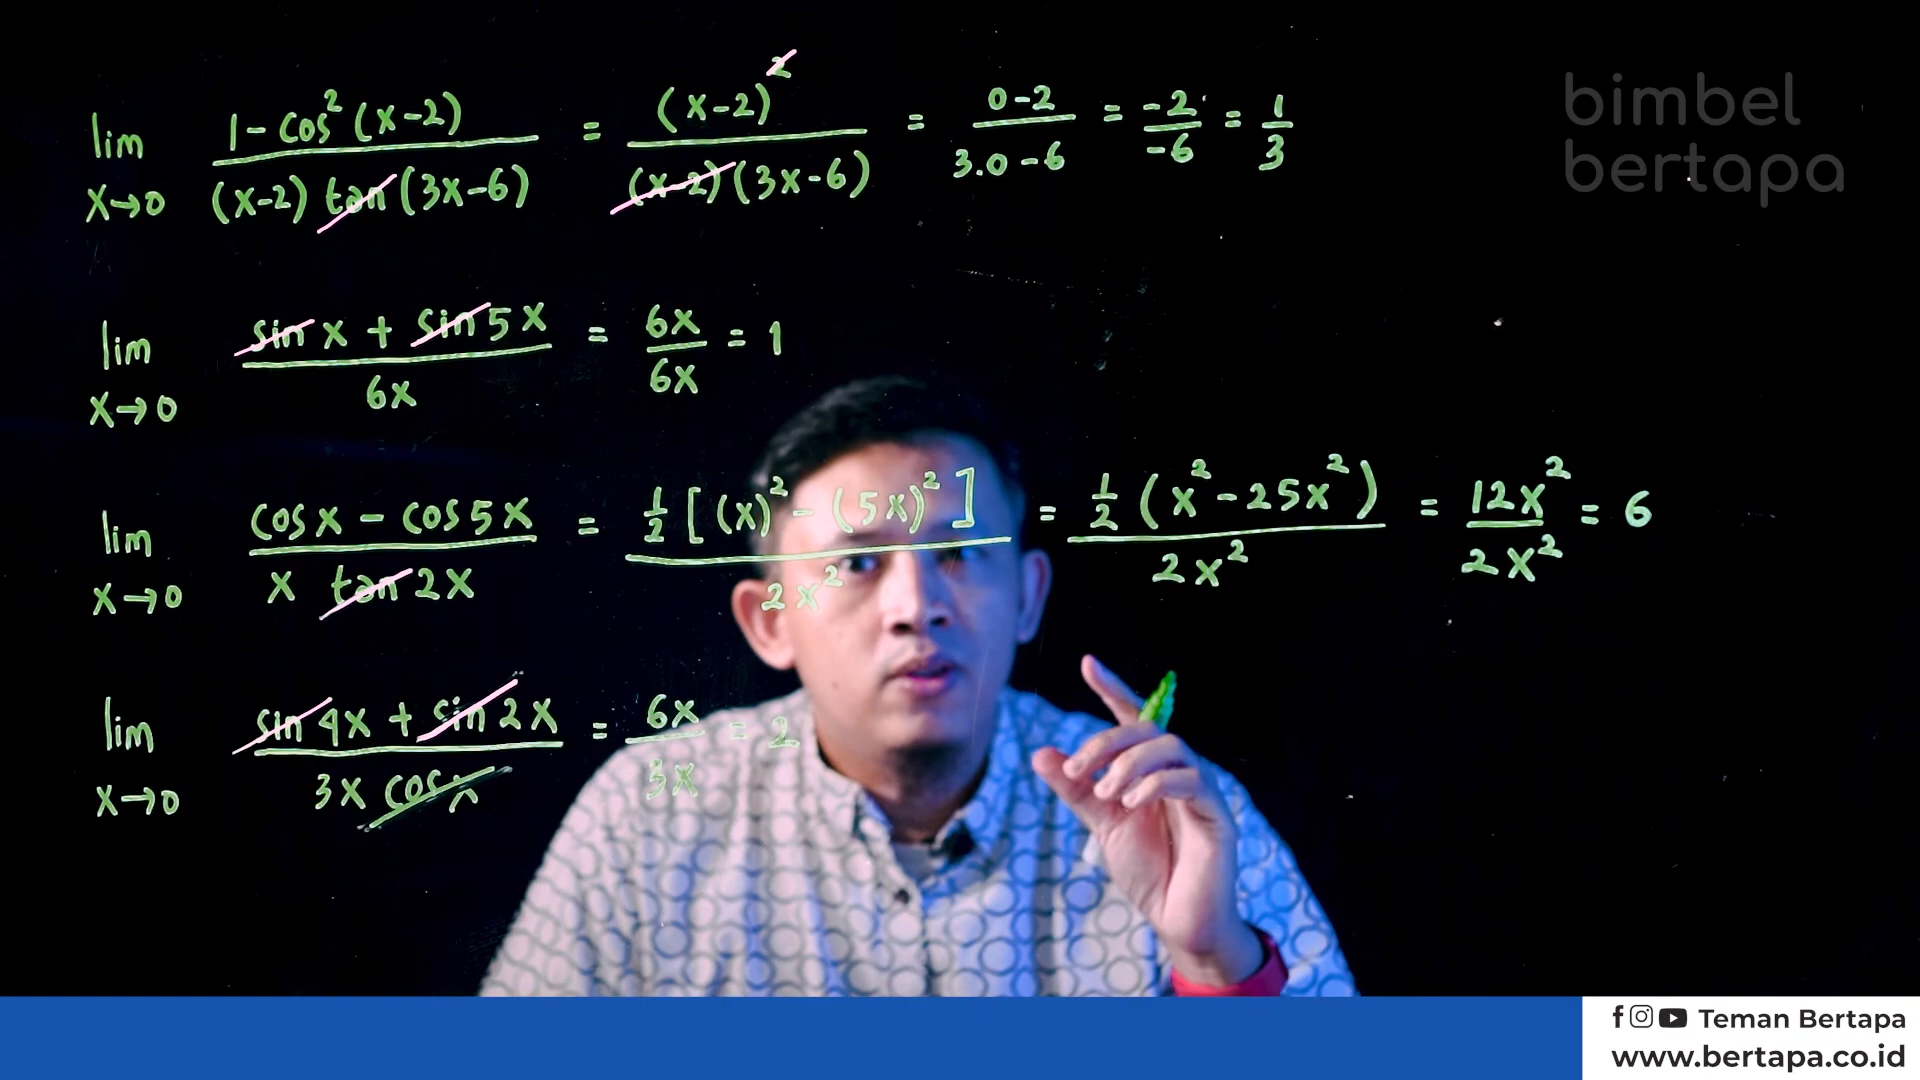 bimbel
bertapa
lim x→0 (1 - cos²(x-2)) / ((x-2) tan (3x-6)) = (x-2)² / ((x-2)(3x-6)) = (0-2) / (3.0-6) = -2 / -6 = 1/3
lim x→0 (sin x + sin 5x) / 6x = 6x / 6x = 1
lim x→0 (cos x - cos 5x) / (x tan 2x) = ½ [(x)² - (5x)²] / 2x² = ½ (x² - 25x²) / 2x² = 12x² / 2x² = 6
lim x→0 (sin 4x + sin 2x) / (3x cos x) = 6x / 3x = 2
Teman Bertapa
www.bertapa.co.id